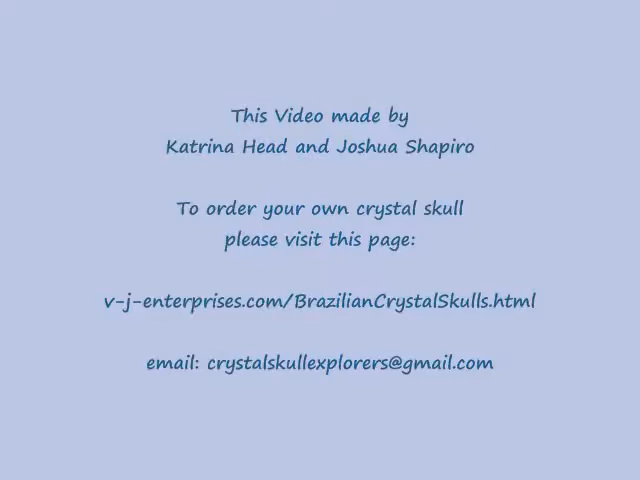 This Video made by
Katrina Head and Joshua Shapiro
To order your own crystal skull
please visit this page:
v-j-enterprises.com/BrazilianCrystalSkulls.html
email: crystalskullexplorers@gmail.com